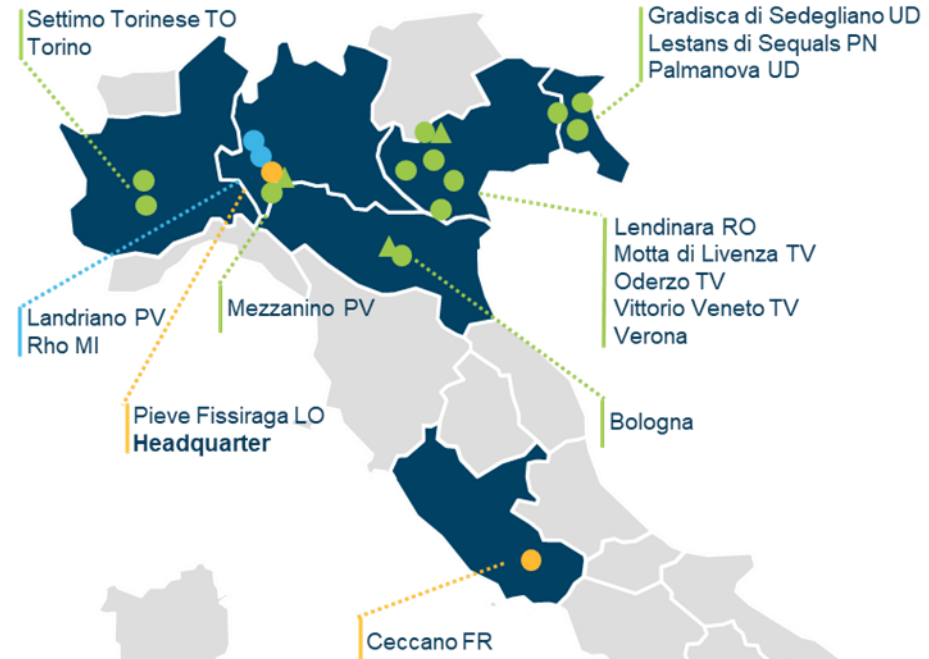 Settimo Torinese TO
Torino
Gradisca di Sedegliano UD
Lestans di Sequals PN
Palmanova UD
Lendinara RO
Motta di Livenza TV
Oderzo TV
Vittorio Veneto TV
Verona
Landriano PV
Rho MI
Mezzanino PV
Pieve Fissiraga LO
Headquarter
Bologna
Ceccano FR